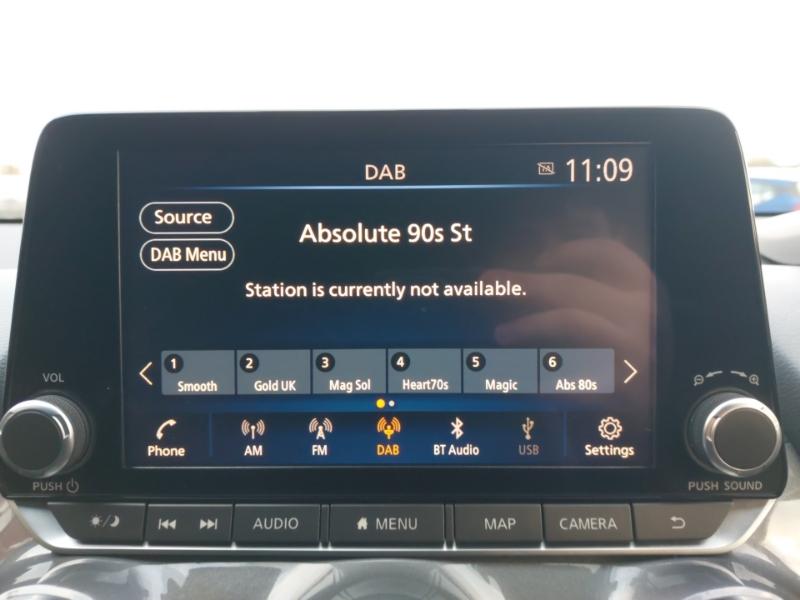 DAB
TA
11:09
Source
Absolute 90s St
DAB Menu
Station is currently not available.
1 2 3 4 5 6
Smooth Gold UK Mag Sol Heart70s Magic Abs 80s
VOL
Phone AM FM DAB BT Audio USB Settings
PUSH
PUSH SOUND
AUDIO MENU MAP CAMERA